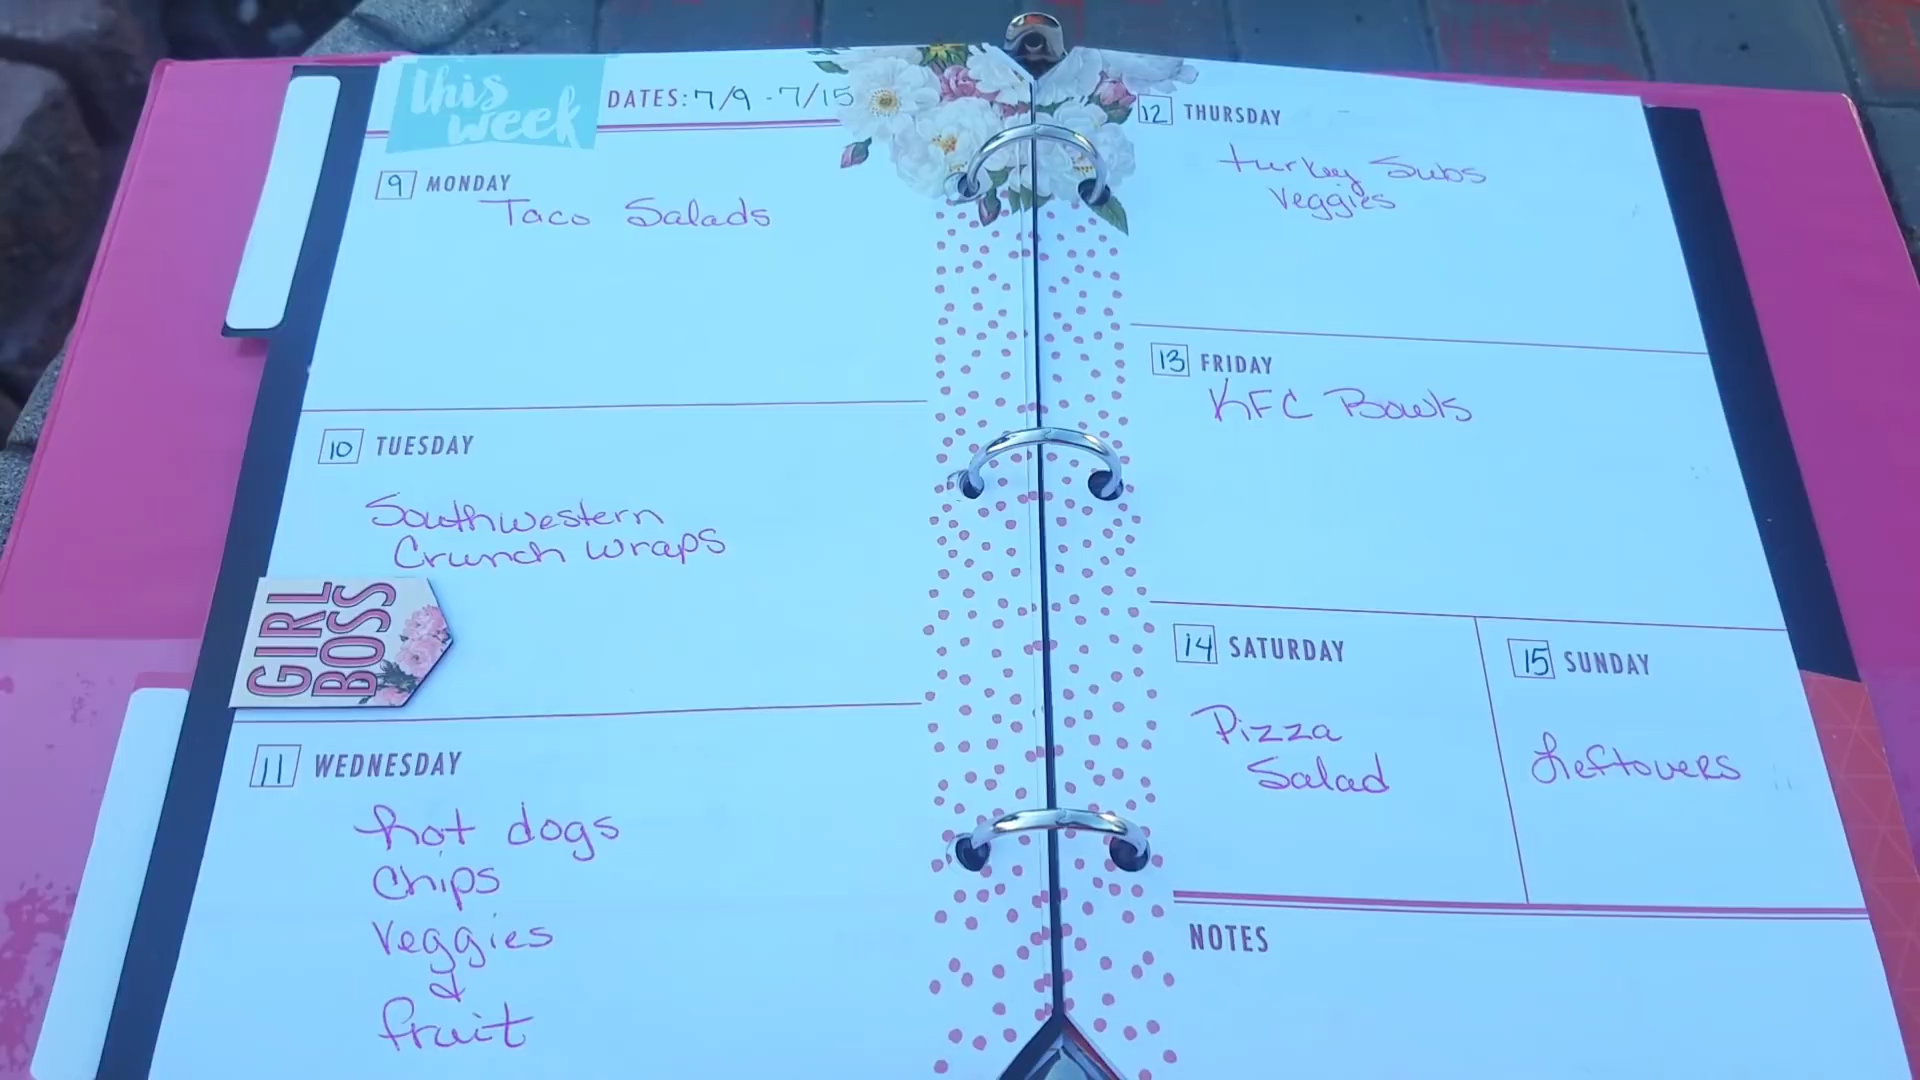 this
week
DATES: 7/9 - 7/15
9 MONDAY
Taco Salads
10 TUESDAY
Southwestern
Crunch wraps
GIRL
BOSS
11 WEDNESDAY
hot dogs
Chips
Veggies
&
fruit
12 THURSDAY
turkey Subs
Veggies
13 FRIDAY
KFC Bowls
14 SATURDAY
Pizza
Salad
15 SUNDAY
Leftovers
NOTES